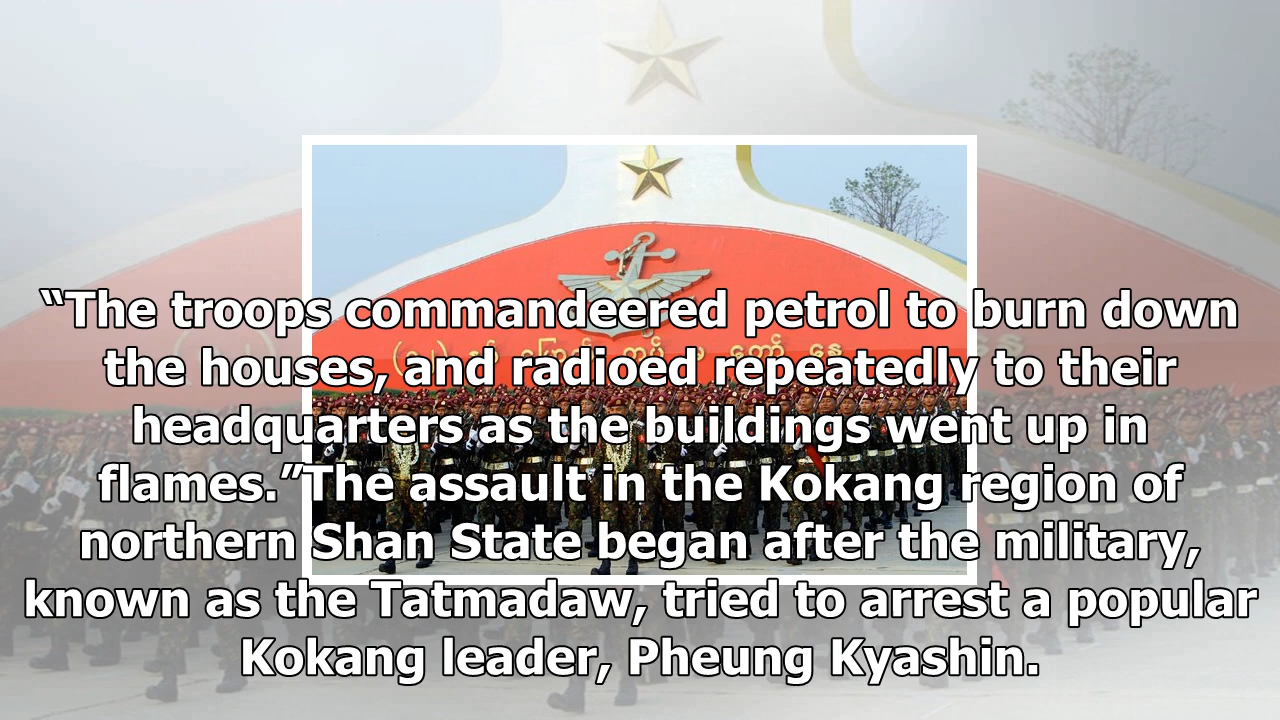 “The troops commandeered petrol to burn down
the houses, and radioed repeatedly to their
headquarters as the buildings went up in
flames.”The assault in the Kokang region of
northern Shan State began after the military,
known as the Tatmadaw, tried to arrest a popular
Kokang leader, Pheung Kyashin.